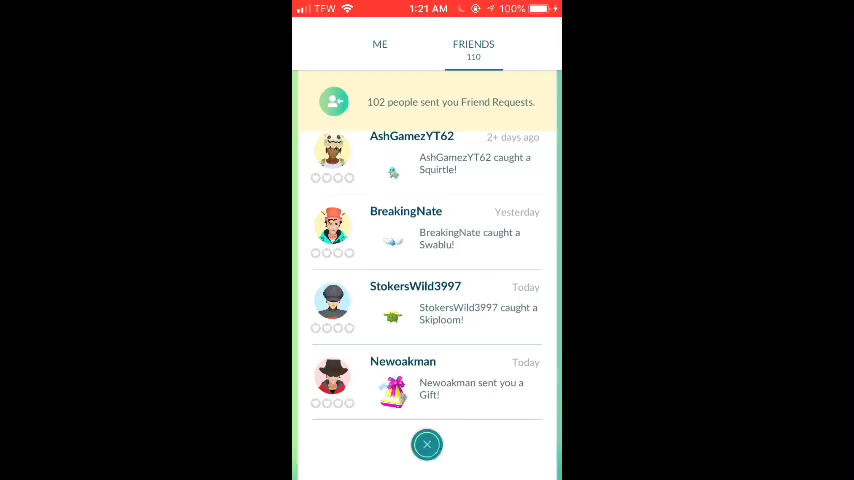 TFW 1:21 AM 100%
ME FRIENDS
110
102 people sent you Friend Requests.
AshGamezYT62 2+ days ago
AshGamezYT62 caught a
Squirtle!
BreakingNate Yesterday
BreakingNate caught a
Swablu!
StokersWild3997 Today
StokersWild3997 caught a
Skiploom!
Newoakman Today
Newoakman sent you a
Gift!